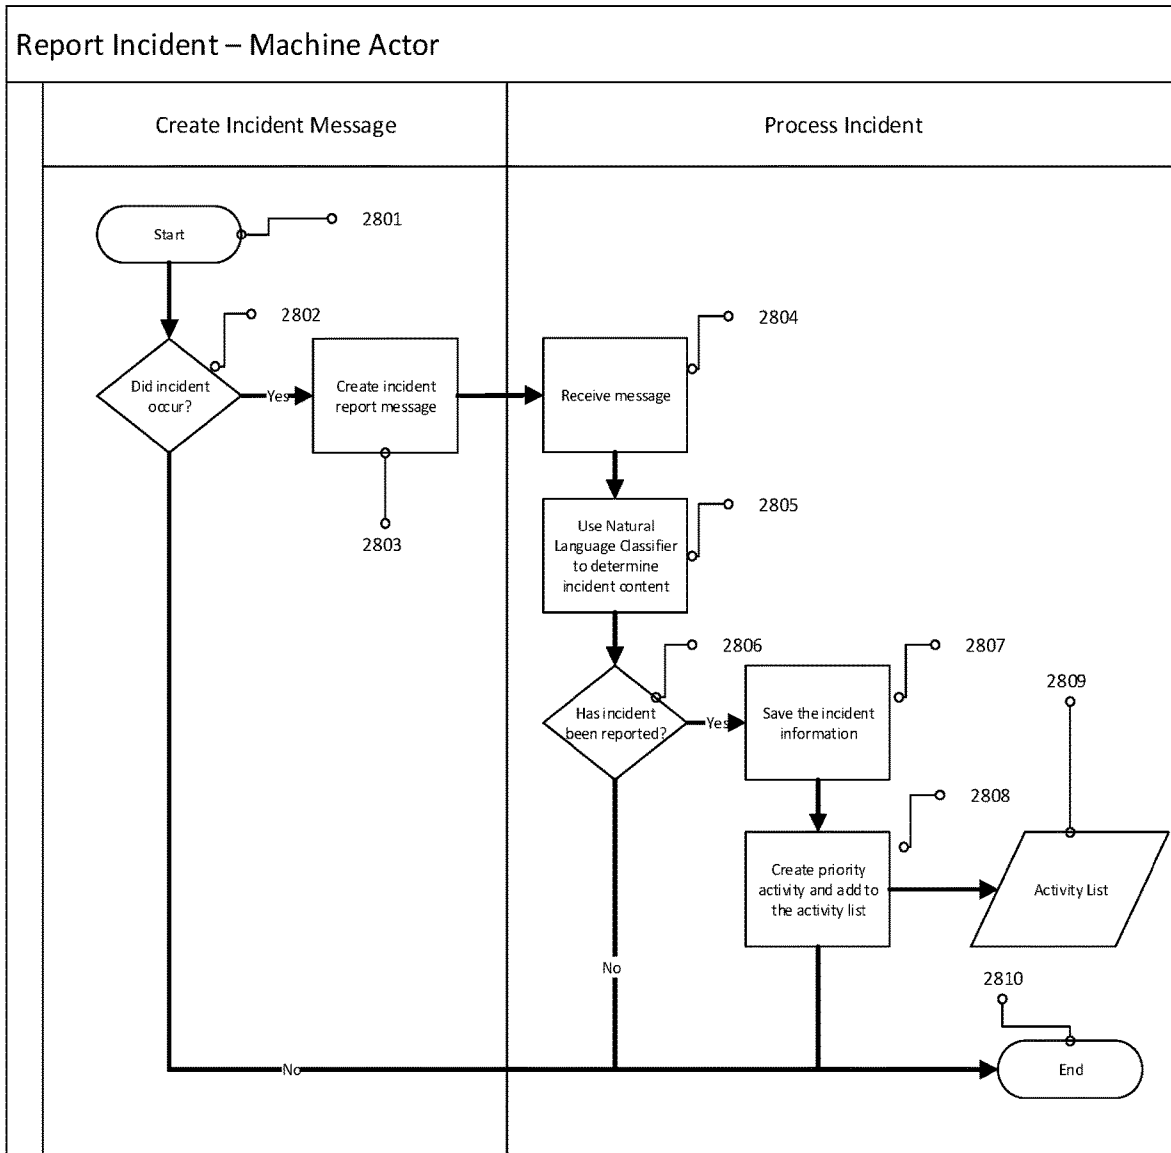 Report Incident – Machine Actor
Create Incident Message
Process Incident
Start
2801
2802
Did incident
occur?
Yes
Create incident
report message
2803
2804
Receive message
2805
Use Natural
Language Classifier
to determine
incident content
2806
Has incident
been reported?
Yes
2807
Save the incident
information
2808
Create priority
activity and add to
the activity list
2809
Activity List
No
2810
No
End